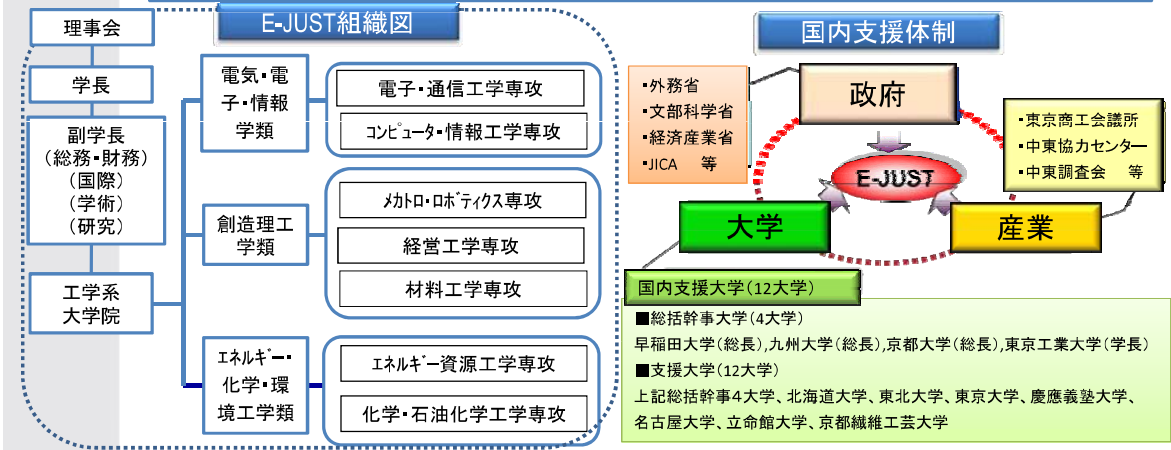 E-JUST組織図
理事会
学長
副学長
(総務・財務)
(国際)
(学術)
(研究)
工学系
大学院
電気・電
子・情報
学類
電子・通信工学専攻
コンピュータ・情報工学専攻
創造理工
学類
メカトロ・ロボティクス専攻
経営工学専攻
材料工学専攻
エネルギー・
化学・環
境工学類
エネルギー資源工学専攻
化学・石油化学工学専攻
国内支援体制
・外務省
・文部科学省
・経済産業省
・JICA 等
政府
・東京商工会議所
・中東協力センター
・中東調査会 等
E-JUST
大学
産業
国内支援大学(12大学)
■総括幹事大学(4大学)
早稲田大学(総長),九州大学(総長),京都大学(総長),東京工業大学(学長)
■支援大学(12大学)
上記総括幹事4大学、北海道大学、東北大学、東京大学、慶應義塾大学、
名古屋大学、立命館大学、京都繊維工芸大学